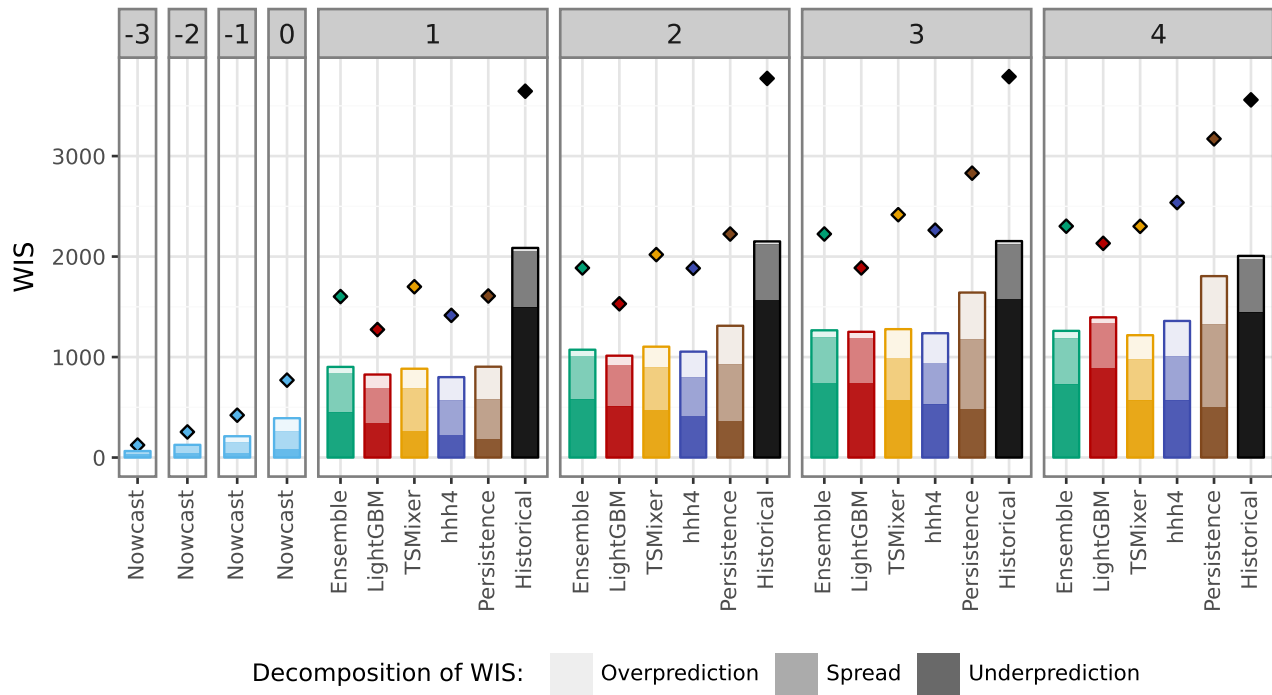 -3 -2 -1 0 1 2 3 4
WIS
3000
2000
1000
0
Nowcast Nowcast Nowcast Nowcast Ensemble LightGBM TSMixer hhh4 Persistence Historical Ensemble LightGBM TSMixer hhh4 Persistence Historical Ensemble LightGBM TSMixer hhh4 Persistence Historical Ensemble LightGBM TSMixer hhh4 Persistence Historical
Decomposition of WIS: Overprediction Spread Underprediction